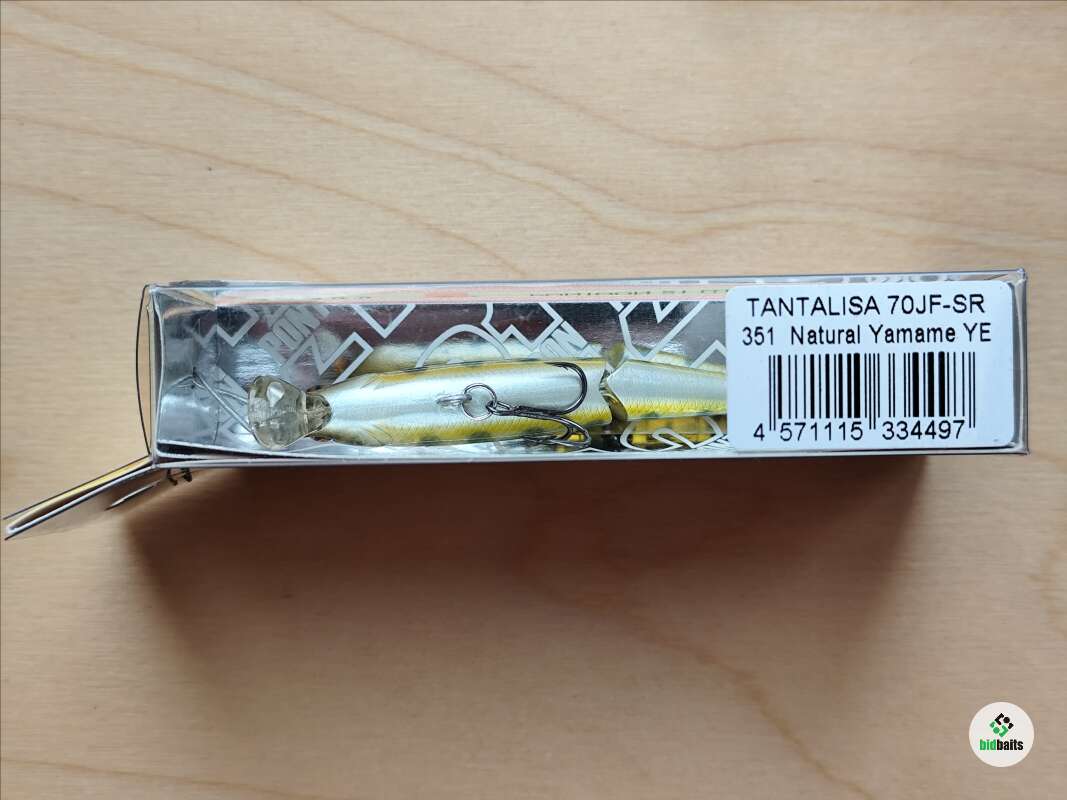 TANTALISA 70JF-SR
351 Natural Yamame YE
4 571115 334497
bidbaits